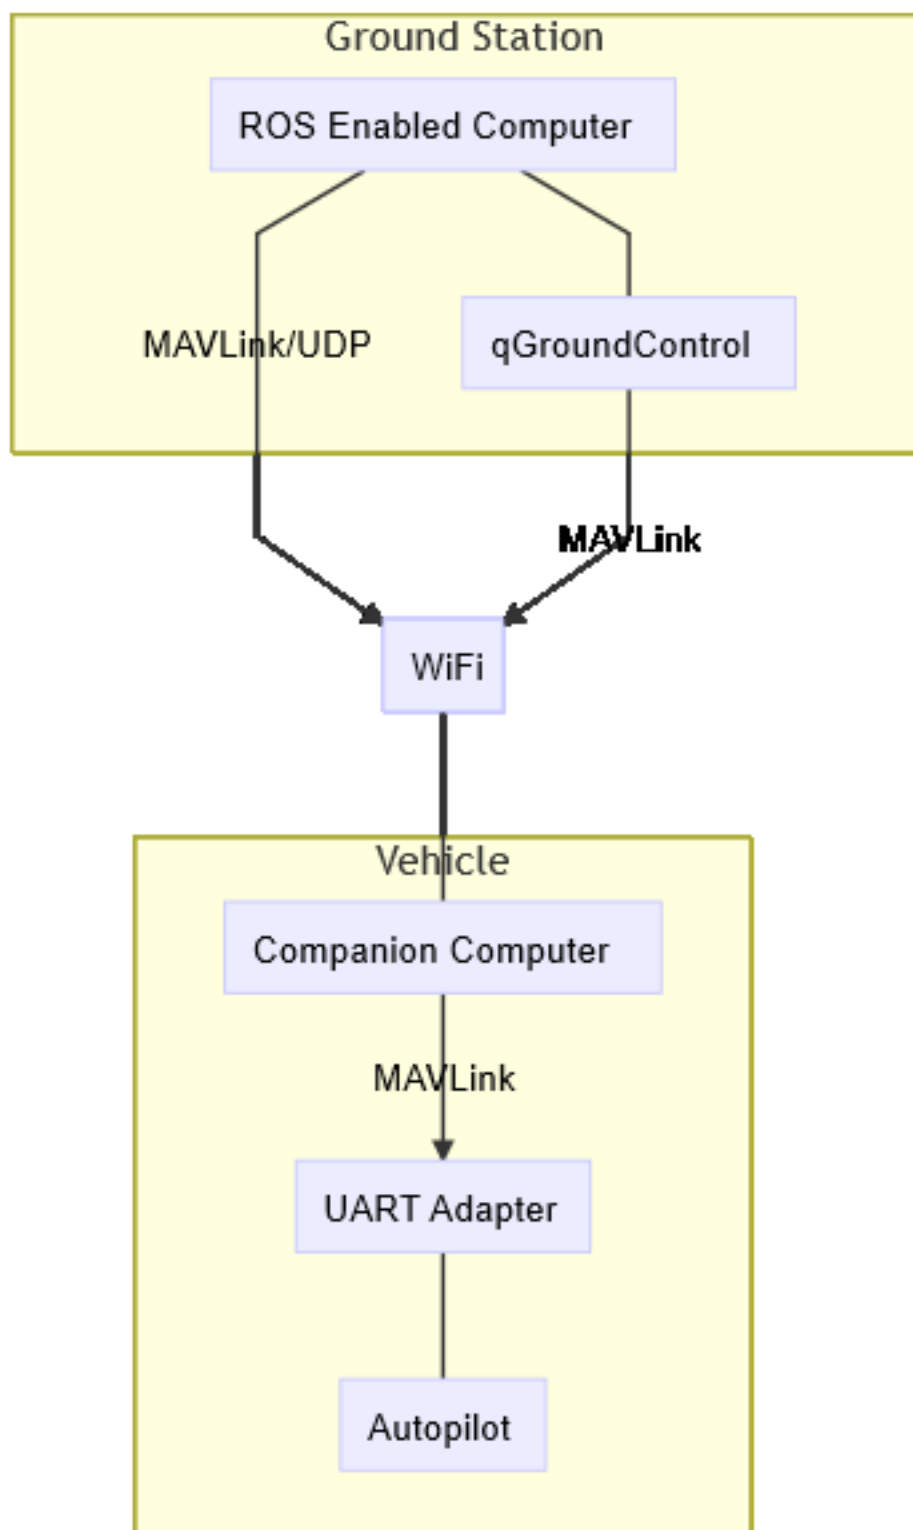 Ground Station
ROS Enabled Computer
MAVLink/UDP
qGroundControl
MAVLink
WiFi
Vehicle
Companion Computer
MAVLink
UART Adapter
Autopilot